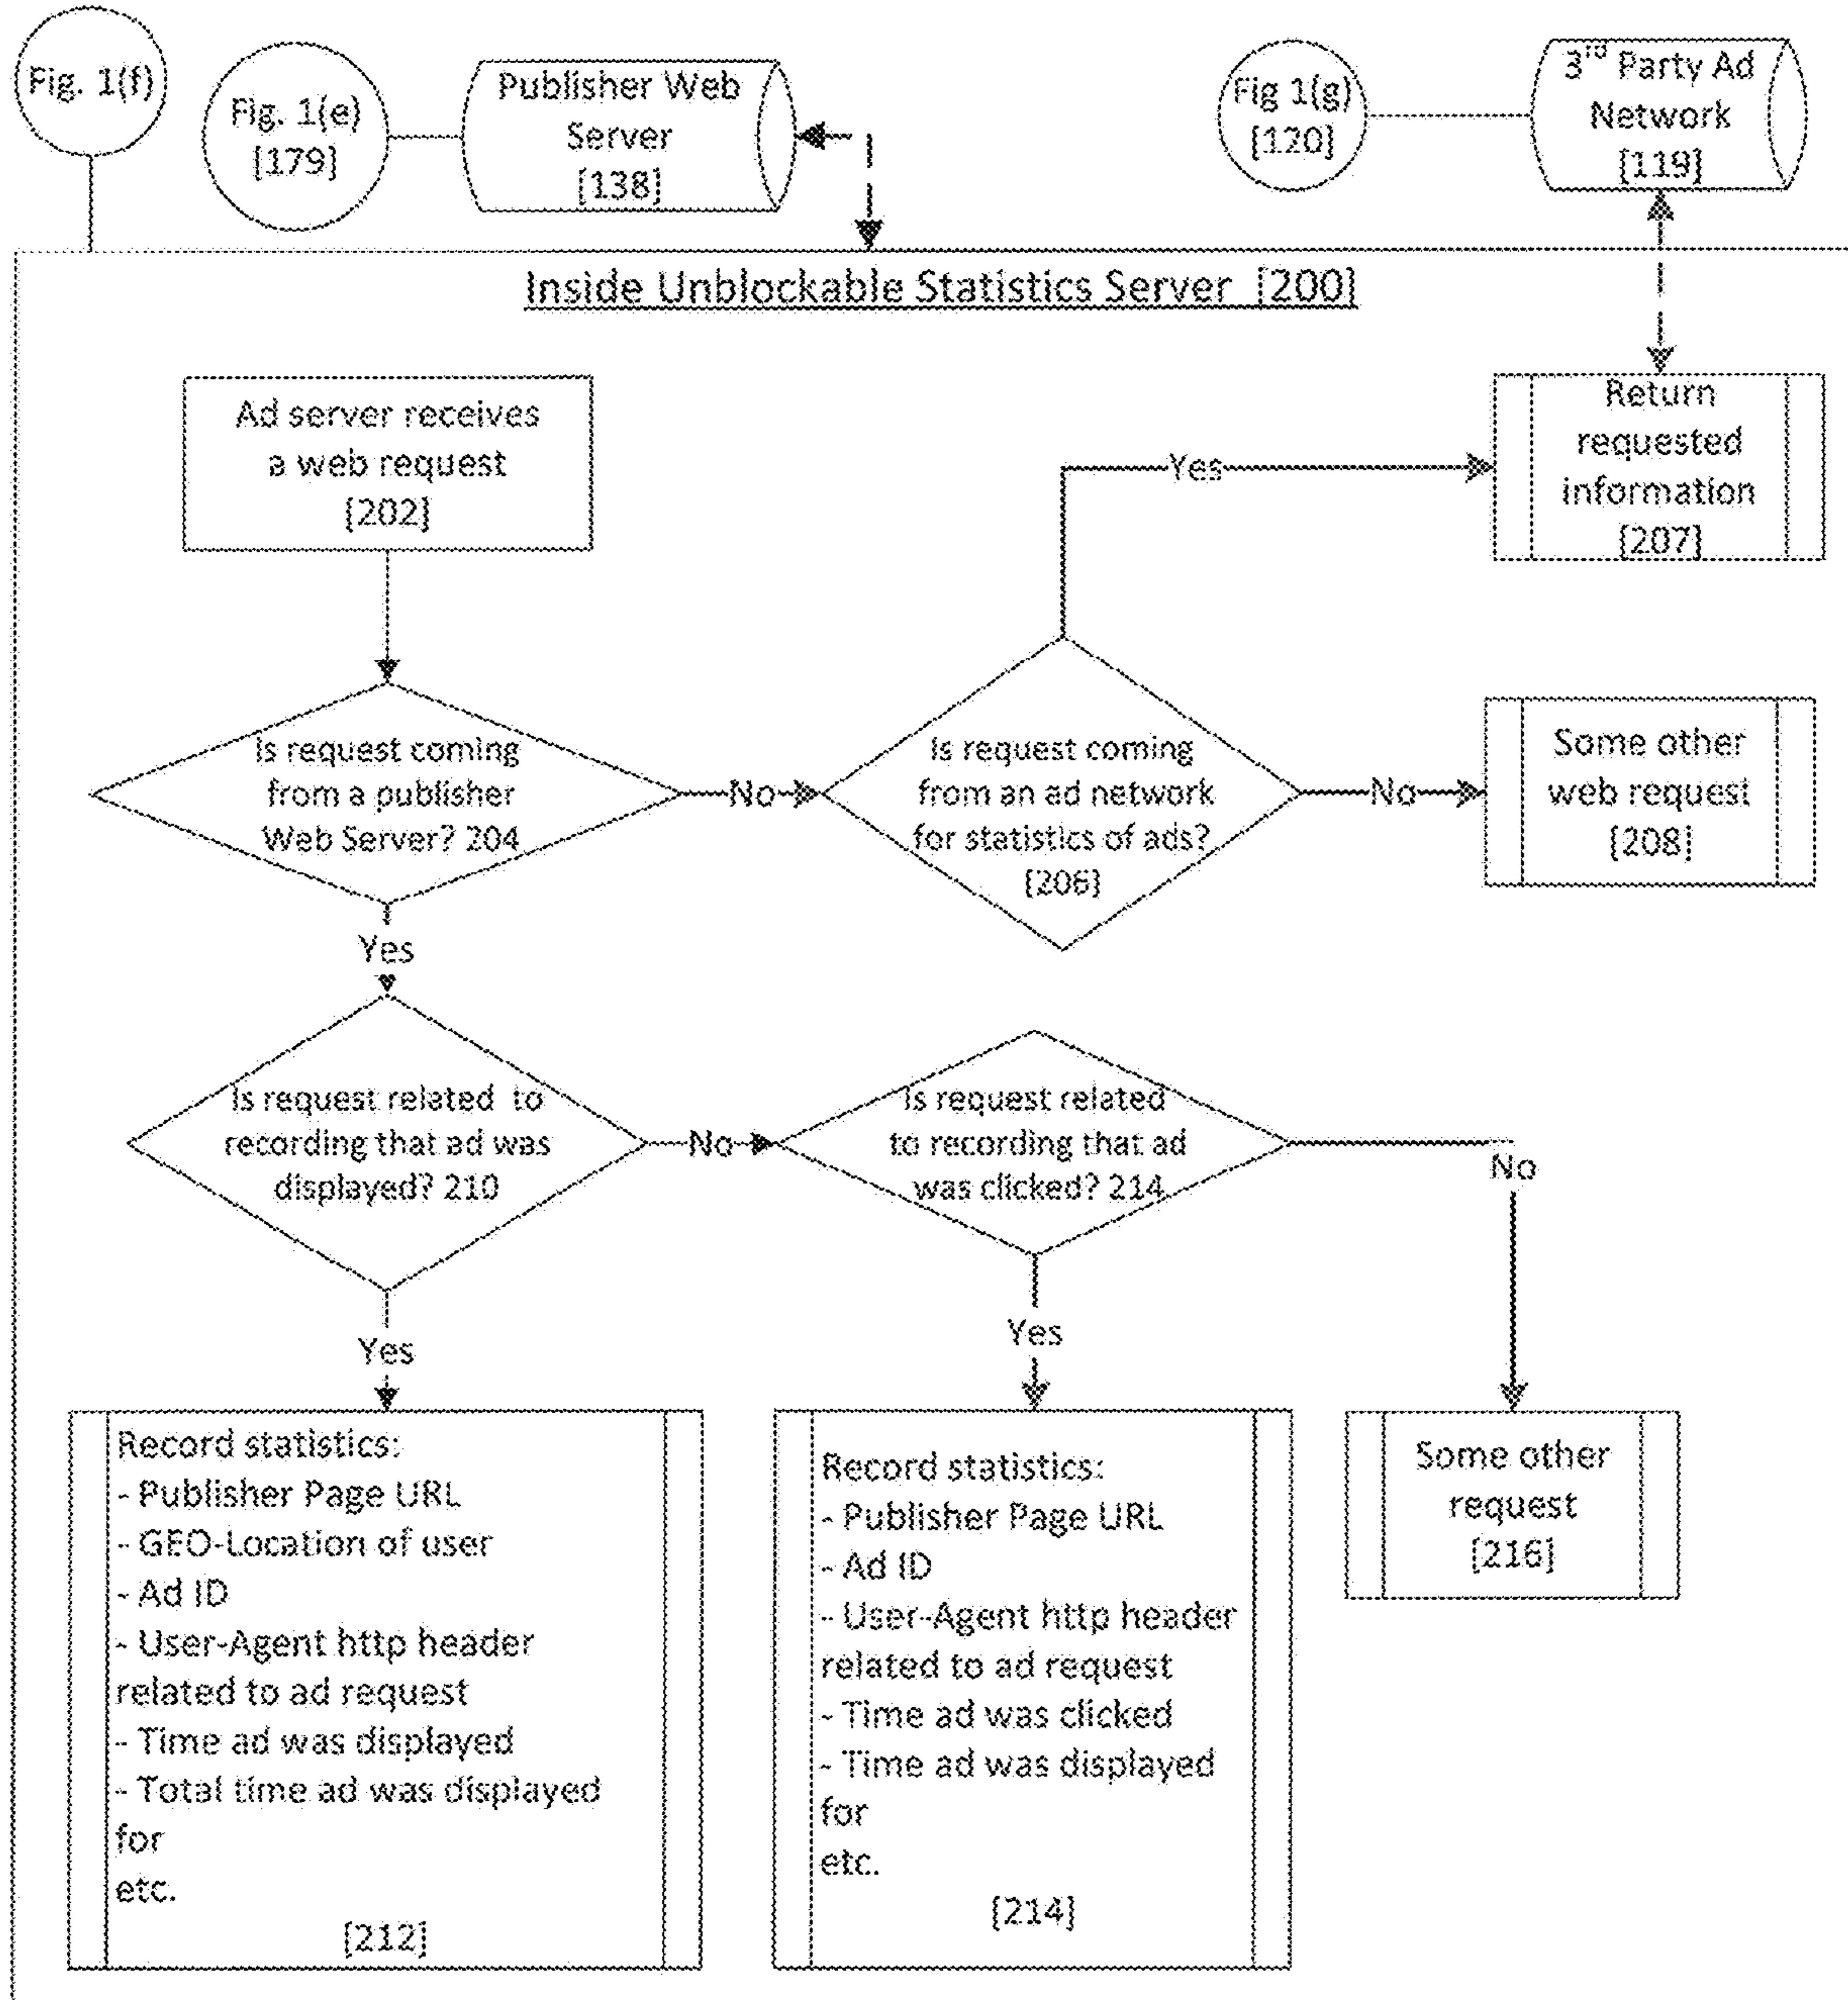 Fig. 1(f)
Fig. 1(e)
[179]
Publisher Web
Server
[138]
Fig 1(g)
[120]
3rd Party Ad
Network
[119]
Inside Unblockable Statistics Server [200]
Ad server receives
a web request
[202]
Yes
Return
requested
information
[207]
Is request coming
from a publisher
Web Server? 204
No
Is request coming
from an ad network
for statistics of ads?
[206]
No
Some other
web request
[208]
Yes
Is request related to
recording that ad was
displayed? 210
No
Is request related
to recording that ad
was clicked? 214
No
Yes
Yes
Record statistics:
- Publisher Page URL
- GEO-Location of user
- Ad ID
- User-Agent http header
related to ad request
- Time ad was displayed
- Total time ad was displayed
for
etc.
[212]
Record statistics:
- Publisher Page URL
- Ad ID
- User-Agent http header
related to ad request
- Time ad was clicked
- Time ad was displayed
for
etc.
[214]
Some other
request
[216]